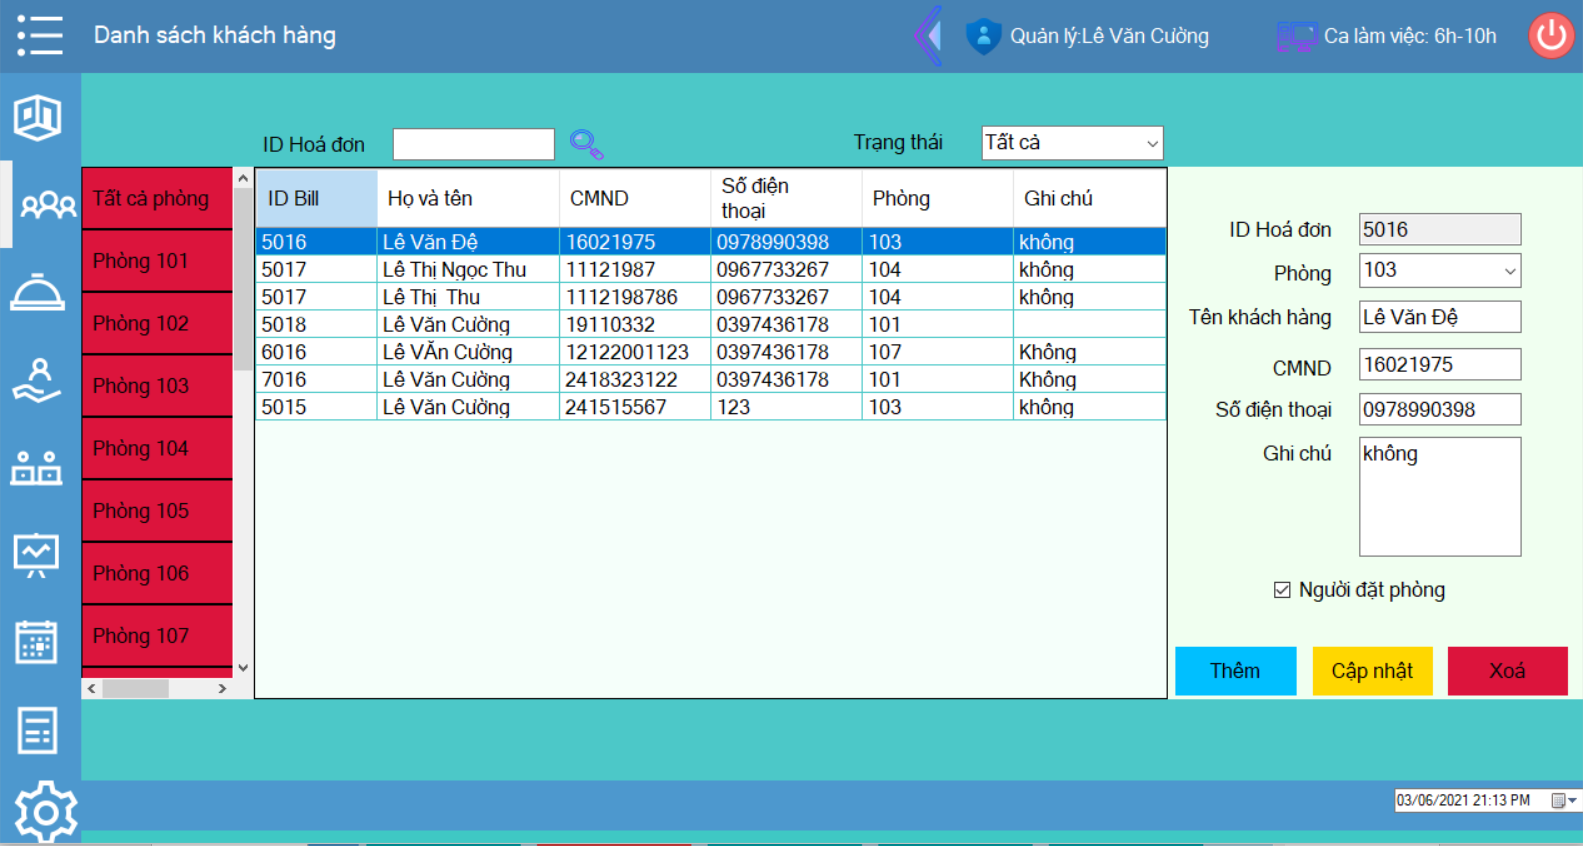 Danh sách khách hàng
Quản lý:Lê Văn Cường
Ca làm việc: 6h-10h
ID Hoá đơn
Trạng thái
Tất cả
Tất cả phòng
Phòng 101
Phòng 102
Phòng 103
Phòng 104
Phòng 105
Phòng 106
Phòng 107
ID Bill Họ và tên CMND Số điện thoại Phòng Ghi chú
5016 Lê Văn Đệ 16021975 0978990398 103 không
5017 Lê Thị Ngọc Thu 11121987 0967733267 104 không
5017 Lê Thị Thu 1112198786 0967733267 104 không
5018 Lê Văn Cường 19110332 0397436178 101
6016 Lê VĂn Cường 12122001123 0397436178 107 Không
7016 Lê Văn Cường 2418323122 0397436178 101 Không
5015 Lê Văn Cường 241515567 123 103 không
ID Hoá đơn 5016
Phòng 103
Tên khách hàng Lê Văn Đệ
CMND 16021975
Số điện thoại 0978990398
Ghi chú không
Người đặt phòng
Thêm
Cập nhật
Xoá
03/06/2021 21:13 PM